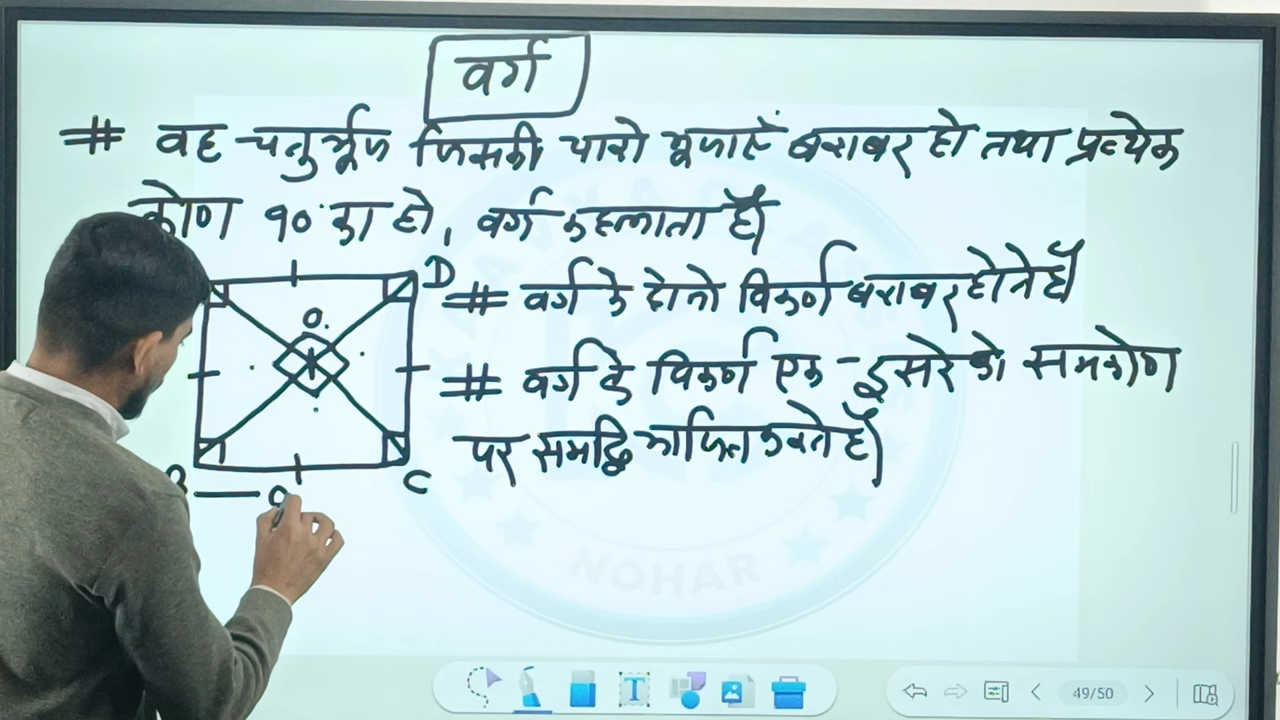 वर्ग
# वह चतुर्भूज जिसकी चारो भूजाएं बराबर हो तथा प्रत्येक
कोण 90° का हो, वर्ग कहलाता है।
D
# वर्ग के दोनो विकर्ण बराबर होते है।
O
# वर्ग के विकर्ण एक-दुसरे को समकोण
पर समद्विभाजित करते है।
B a C
NOHAR
T
49/50